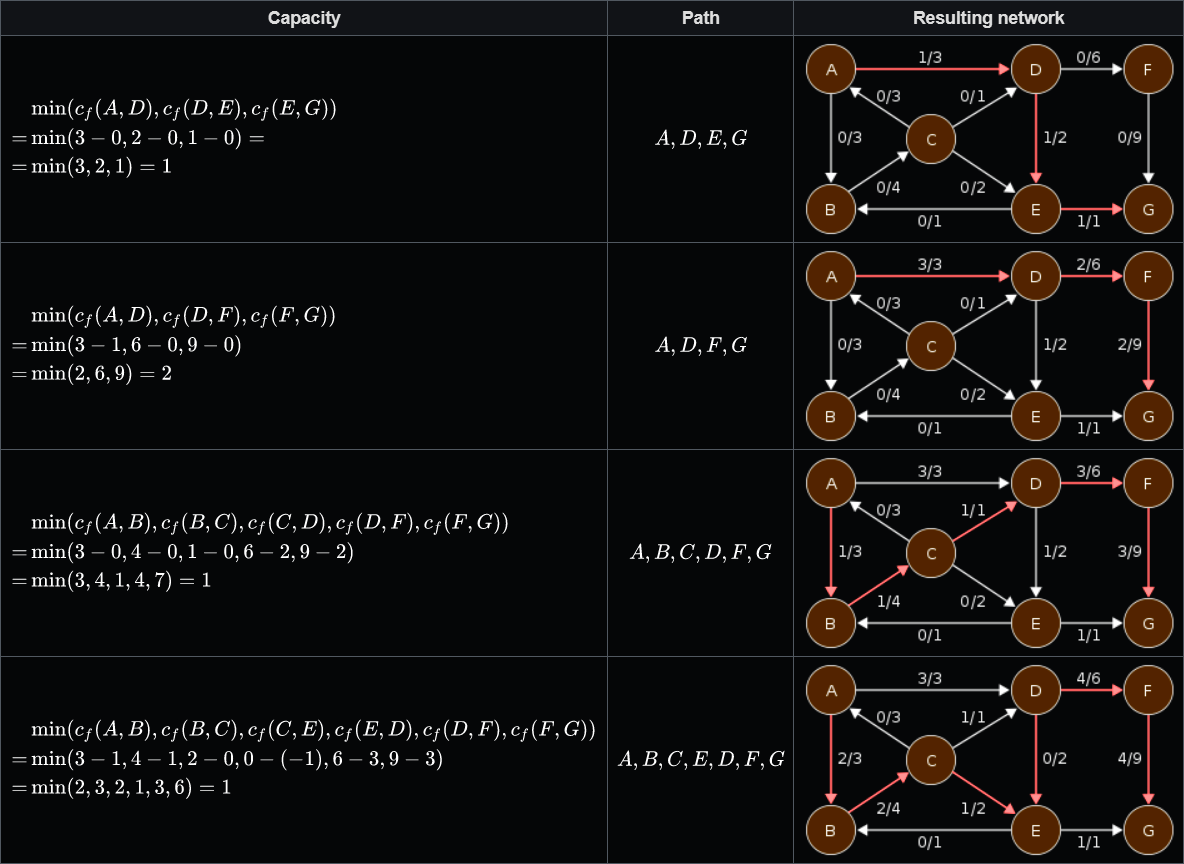 Capacity Path Resulting network
min(c_f(A, D), c_f(D, E), c_f(E, G))
= min(3 − 0, 2 − 0, 1 − 0) =
= min(3, 2, 1) = 1
A, D, E, G
A 1/3 D 0/6 F
0/3 0/1
0/3 C 1/2 0/9
0/4 0/2
B 0/1 E 1/1 G
min(c_f(A, D), c_f(D, F), c_f(F, G))
= min(3 − 1, 6 − 0, 9 − 0)
= min(2, 6, 9) = 2
A, D, F, G
A 3/3 D 2/6 F
0/3 0/1
0/3 C 1/2 2/9
0/4 0/2
B 0/1 E 1/1 G
min(c_f(A, B), c_f(B, C), c_f(C, D), c_f(D, F), c_f(F, G))
= min(3 − 0, 4 − 0, 1 − 0, 6 − 2, 9 − 2)
= min(3, 4, 1, 4, 7) = 1
A, B, C, D, F, G
A 3/3 D 3/6 F
0/3 1/1
1/3 C 1/2 3/9
1/4 0/2
B 0/1 E 1/1 G
min(c_f(A, B), c_f(B, C), c_f(C, E), c_f(E, D), c_f(D, F), c_f(F, G))
= min(3 − 1, 4 − 1, 2 − 0, 0 − (−1), 6 − 3, 9 − 3)
= min(2, 3, 2, 1, 3, 6) = 1
A, B, C, E, D, F, G
A 3/3 D 4/6 F
0/3 1/1
2/3 C 0/2 4/9
2/4 1/2
B 0/1 E 1/1 G